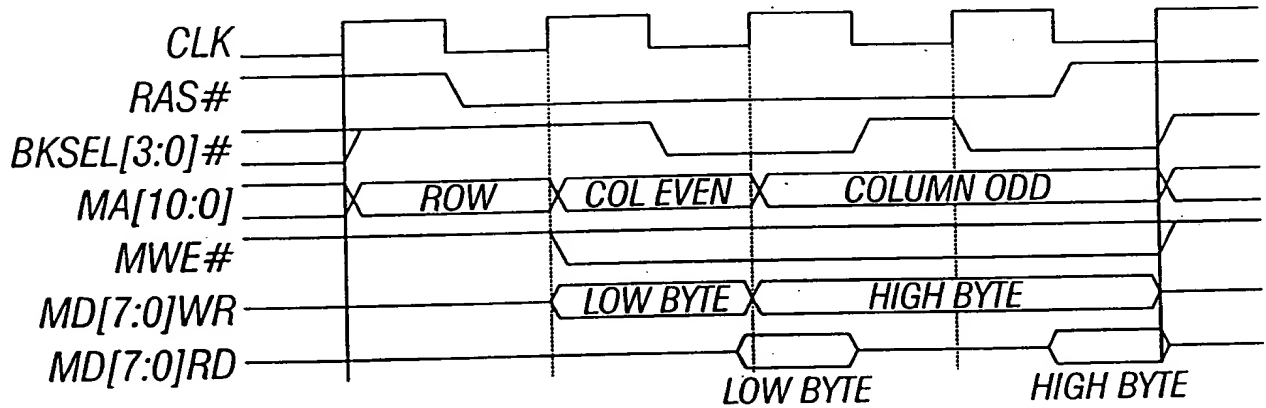 CLK
RAS#
BKSEL[3:0]#
MA[10:0] ROW COL EVEN COLUMN ODD
MWE#
MD[7:0]WR LOW BYTE HIGH BYTE
MD[7:0]RD
LOW BYTE HIGH BYTE